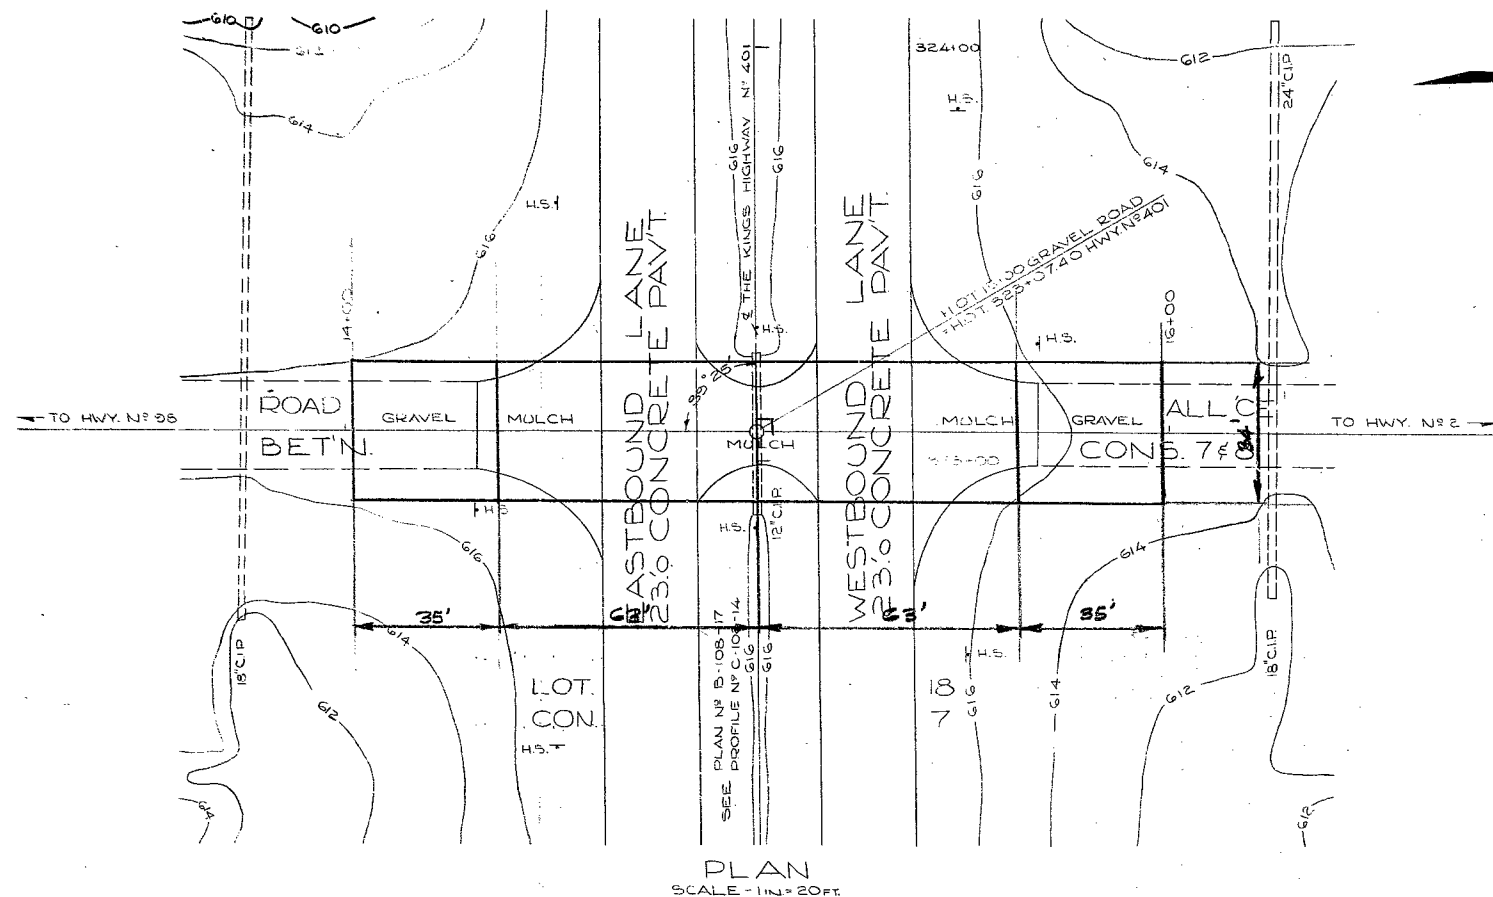 610
610
612
614
H.S.
616
14+00
EASTBOUND LANE
23'.0 CONCRETE PAV'T.
616
616
℄ THE KINGS HIGHWAY Nº 401
H.S.
WESTBOUND LANE
23'.0 CONCRETE PAV'T.
324+00
H.S.
616
612
24" C.I.P.
614
GRAVEL ROAD
323+07.40 HWY. Nº 401
H.S.
16+00
89° 25'
TO HWY. Nº 98
ROAD
BET'N.
GRAVEL
MULCH
MULCH
MULCH
GRAVEL
ALL'CE
CONS. 7 & 8
84'
TO HWY. Nº 2
H.S.
H.S.
12" C.I.P.
616
614
35'
63'
63'
35'
614
18" C.I.P.
612
614
LOT.
CON.
H.S.
SEE PLAN Nº B-108-17
PROFILE Nº C-108-14
616
616
18
7
H.S.
616
614
612
18" C.I.P.
612
PLAN
SCALE - 1 IN. = 20 FT.